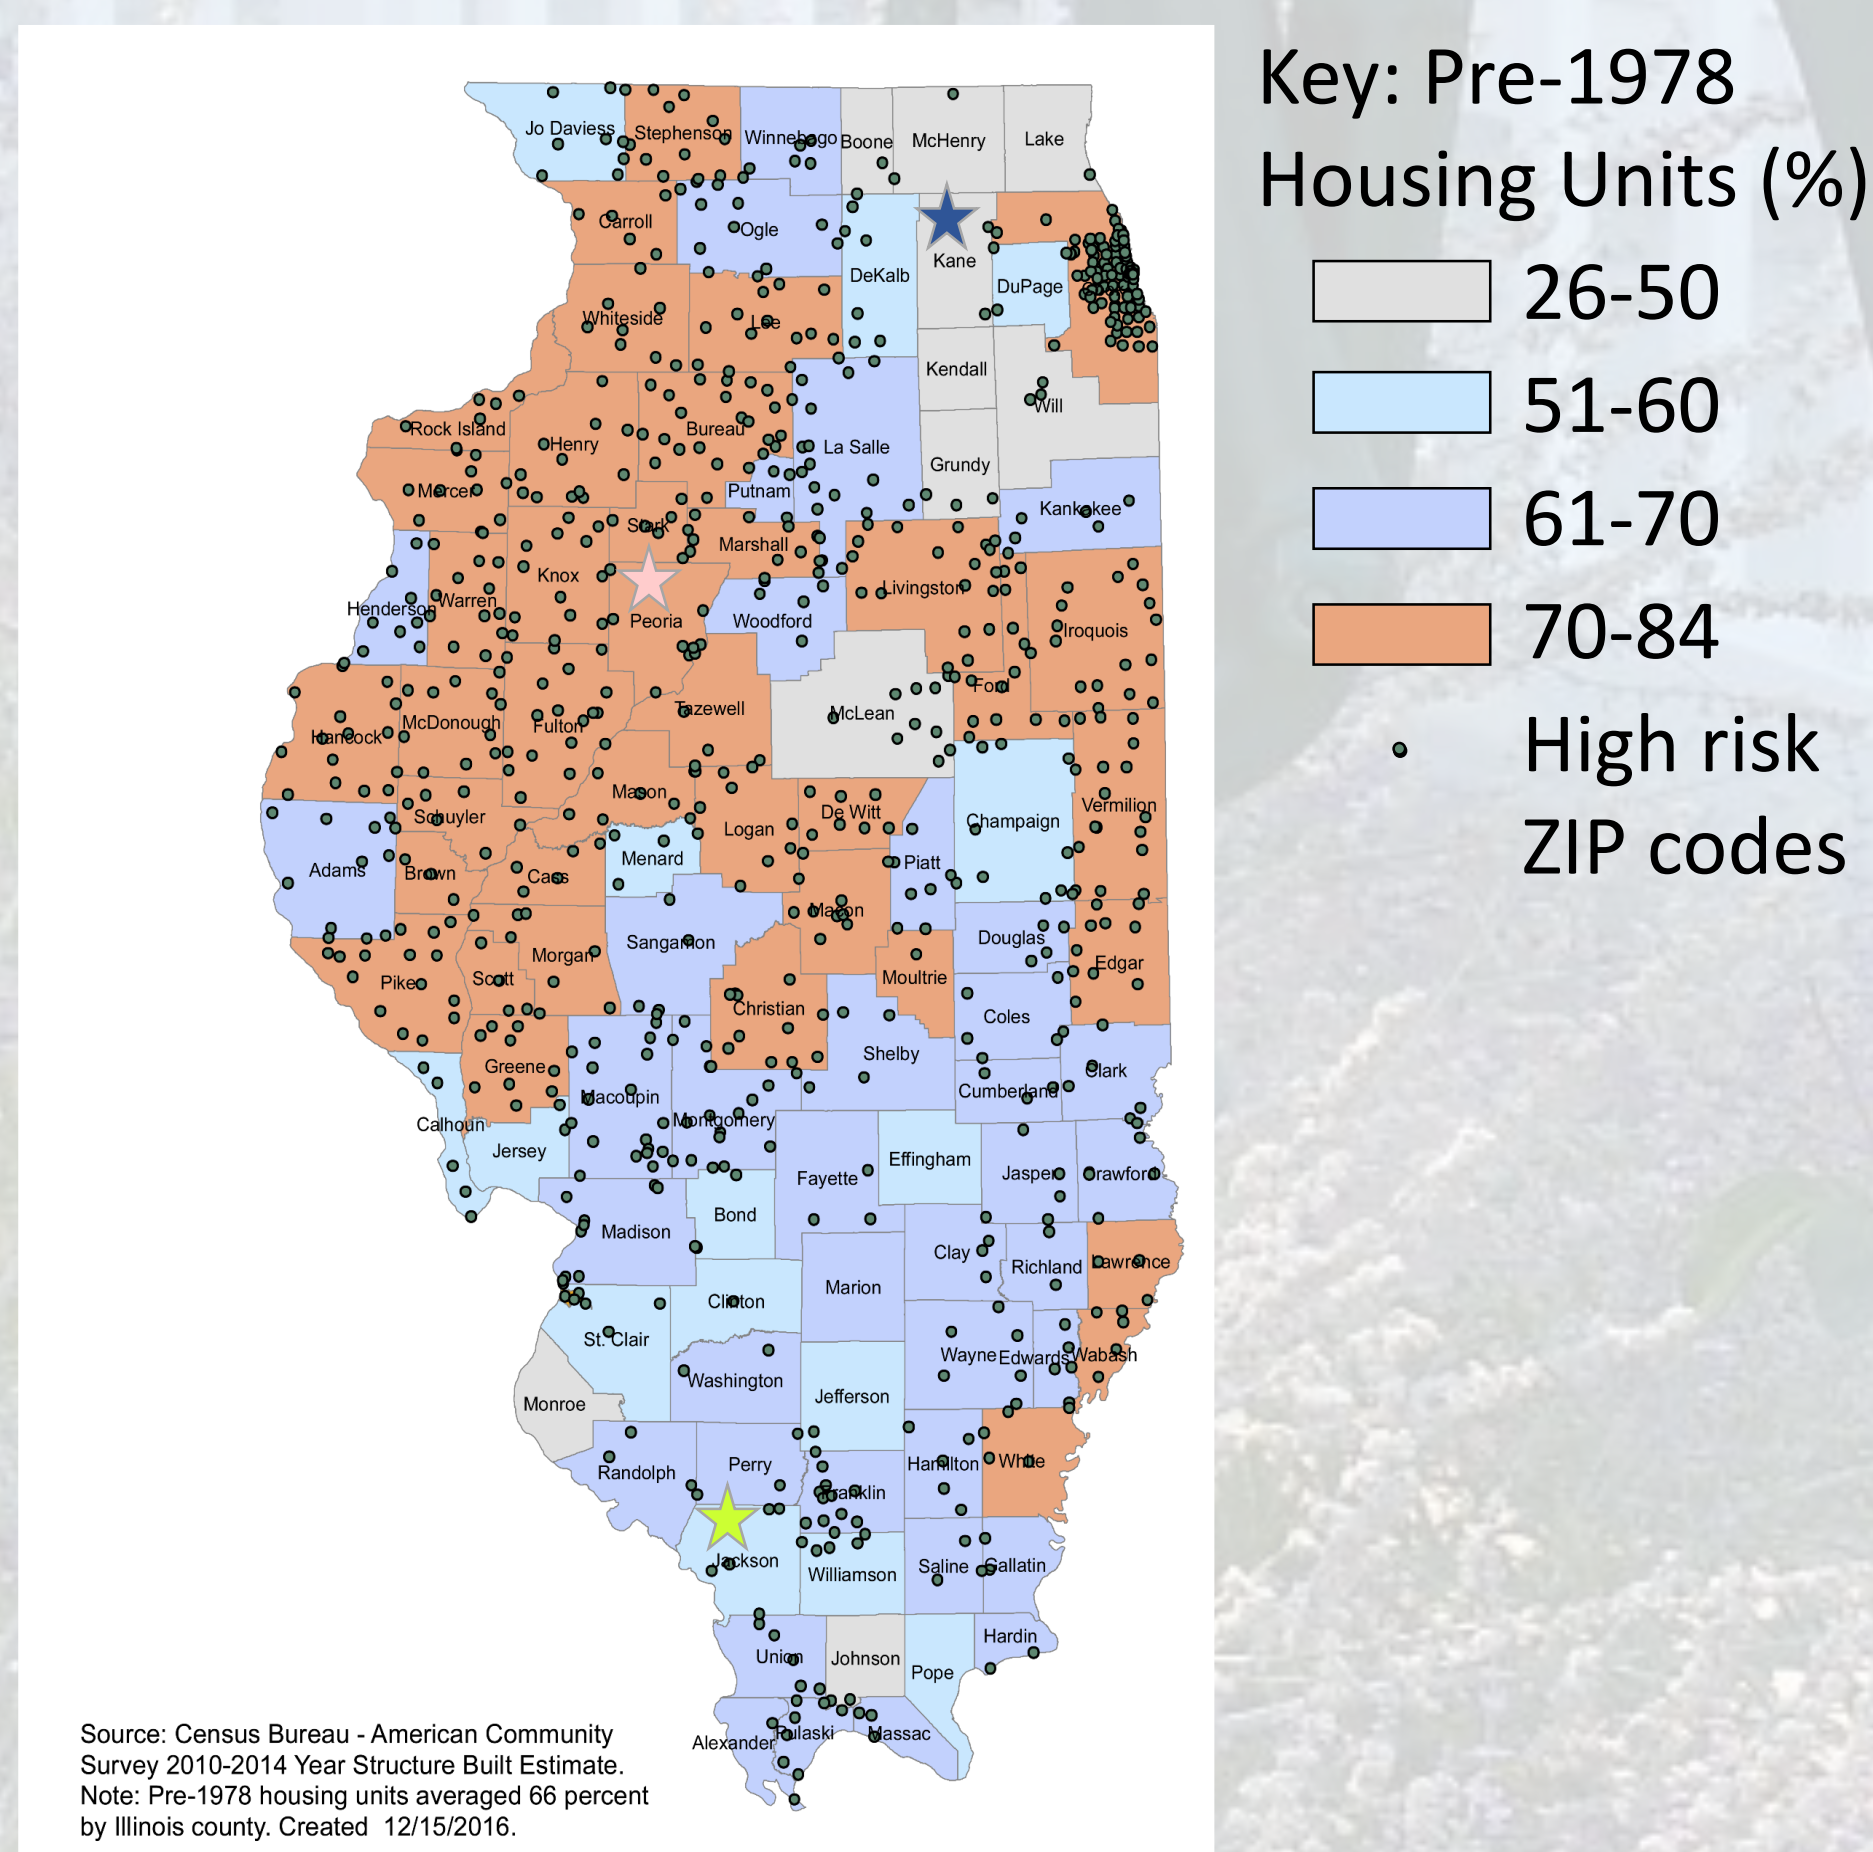 Key: Pre-1978
Housing Units (%)
26-50
51-60
61-70
70-84
High risk
ZIP codes
Jo Daviess
Stephenson
Winnebago
Boone
McHenry
Lake
Carroll
Ogle
DeKalb
Kane
DuPage
Whiteside
Lee
Kendall
Will
Rock Island
Henry
Bureau
La Salle
Grundy
Mercer
Putnam
Kankakee
Stark
Marshall
Knox
Livingston
Henderson
Warren
Peoria
Woodford
Iroquois
Ford
McLean
Tazewell
McDonough
Fulton
Hancock
Mason
De Witt
Vermilion
Schuyler
Logan
Champaign
Menard
Piatt
Adams
Brown
Cass
Macon
Sangamon
Douglas
Morgan
Edgar
Scott
Pike
Moultrie
Christian
Coles
Shelby
Greene
Clark
Cumberland
Macoupin
Montgomery
Calhoun
Jersey
Effingham
Fayette
Jasper
Crawford
Bond
Madison
Clay
Richland
Lawrence
Marion
Clinton
St. Clair
Wayne
Edwards
Wabash
Washington
Jefferson
Monroe
Randolph
Perry
Hamilton
White
Franklin
Jackson
Williamson
Saline
Gallatin
Hardin
Union
Johnson
Pope
Alexander
Pulaski
Massac
Source: Census Bureau - American Community
Survey 2010-2014 Year Structure Built Estimate.
Note: Pre-1978 housing units averaged 66 percent
by Illinois county. Created 12/15/2016.